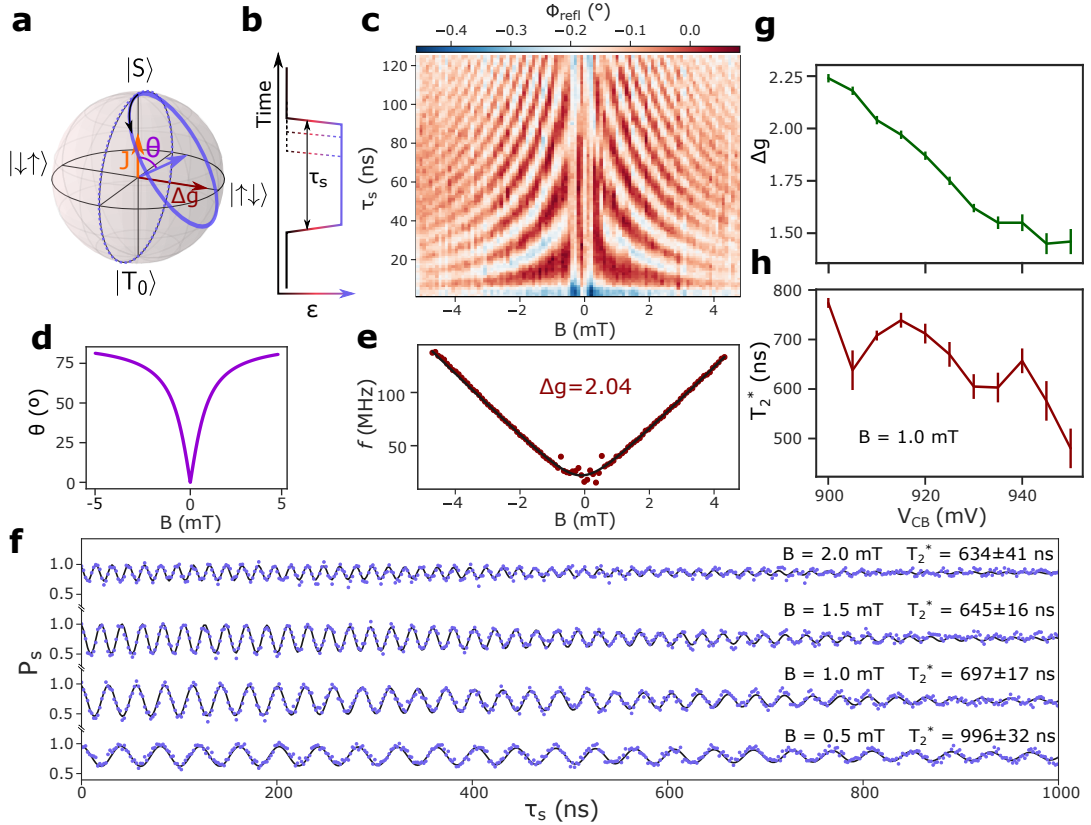 a
|S⟩
|↓↑⟩
J
θ
Δg
|↑↓⟩
|T₀⟩
b
Time
τₛ
ε
c
Φrefl (°)
−0.4 −0.3 −0.2 −0.1 0.0
120
100
80
60
40
20
τₛ (ns)
−4 −2 0 2 4
B (mT)
d
75
50
25
0
θ (º)
-5 0 5
B (mT)
e
Δg=2.04
100
50
f (MHz)
−4 −2 0 2 4
B (mT)
g
2.25
2.00
1.75
1.50
Δg
h
800
700
600
500
T₂* (ns)
B = 1.0 mT
900 920 940
V_CB (mV)
f
Pₛ
B = 2.0 mT T₂* = 634±41 ns
1.0
0.5
B = 1.5 mT T₂* = 645±16 ns
1.0
0.5
B = 1.0 mT T₂* = 697±17 ns
1.0
0.5
B = 0.5 mT T₂* = 996±32 ns
1.0
0.5
0 200 400 600 800 1000
τₛ (ns)